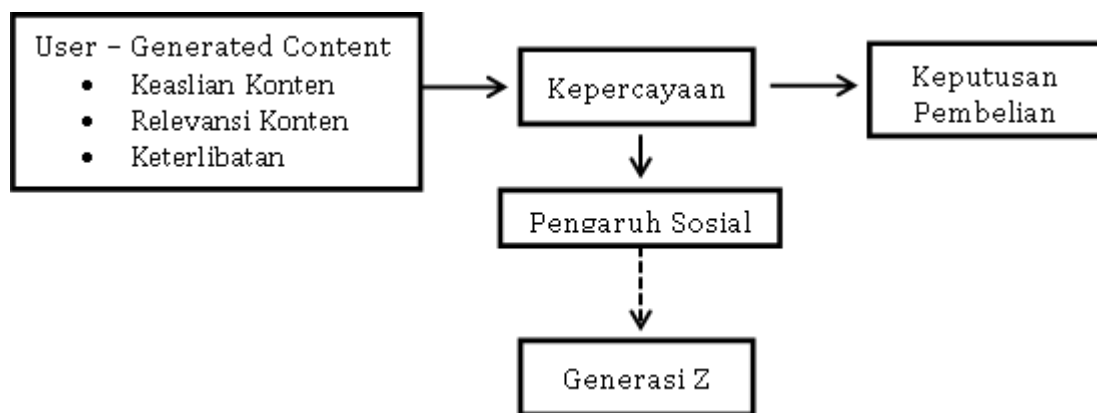 User – Generated Content
• Keaslian Konten
• Relevansi Konten
• Keterlibatan
Kepercayaan
Keputusan
Pembelian
Pengaruh Sosial
Generasi Z